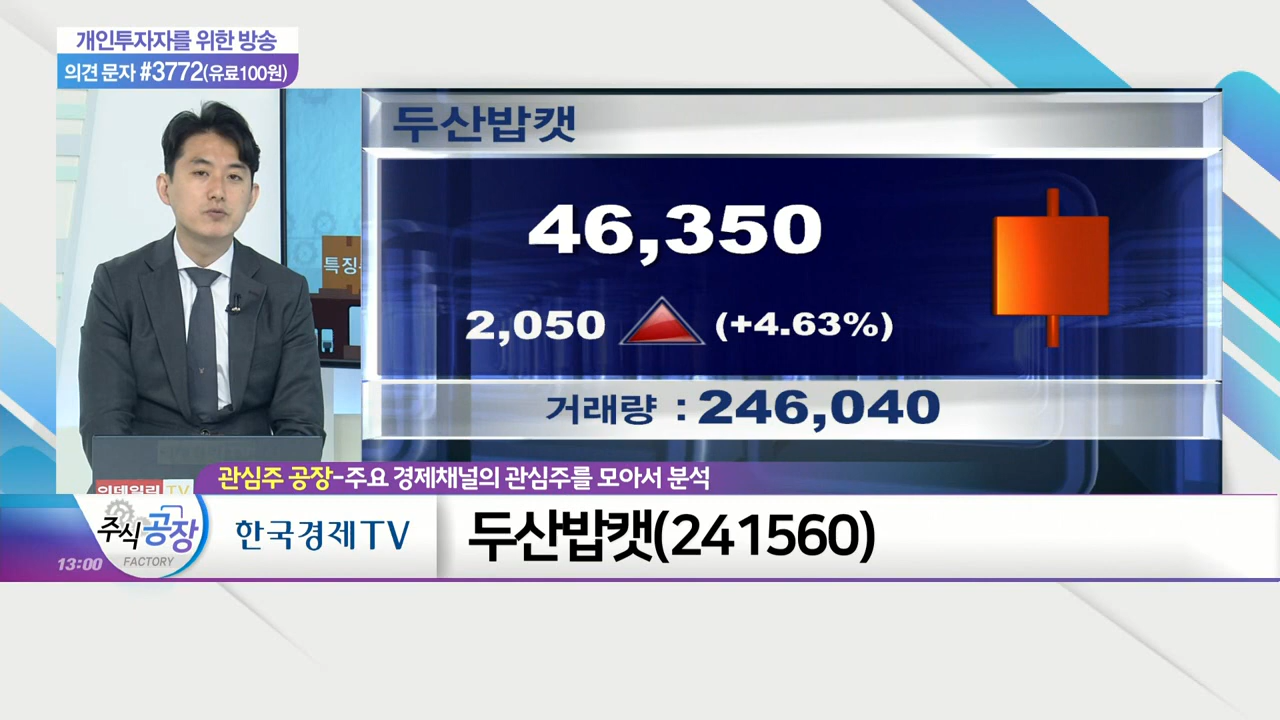 개인투자자를 위한 방송
의견 문자 #3772(유료100원)
두산밥캣
46,350
특징
2,050 (+4.63%)
거래량 : 246,040
관심주 공장-주요 경제채널의 관심주를 모아서 분석
TV
주식공장
FACTORY
13:00
한국경제TV
두산밥캣(241560)